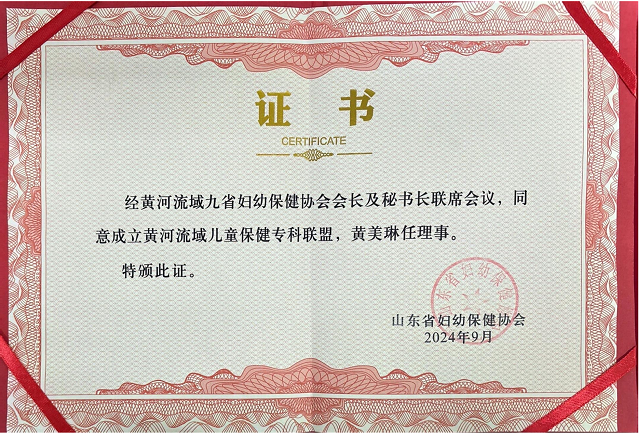 证书
CERTIFICATE
经黄河流域九省妇幼保健协会会长及秘书长联席会议，同
意成立黄河流域儿童保健专科联盟，黄美琳任理事。
特颁此证。
山东省妇幼保健协会
2024年9月